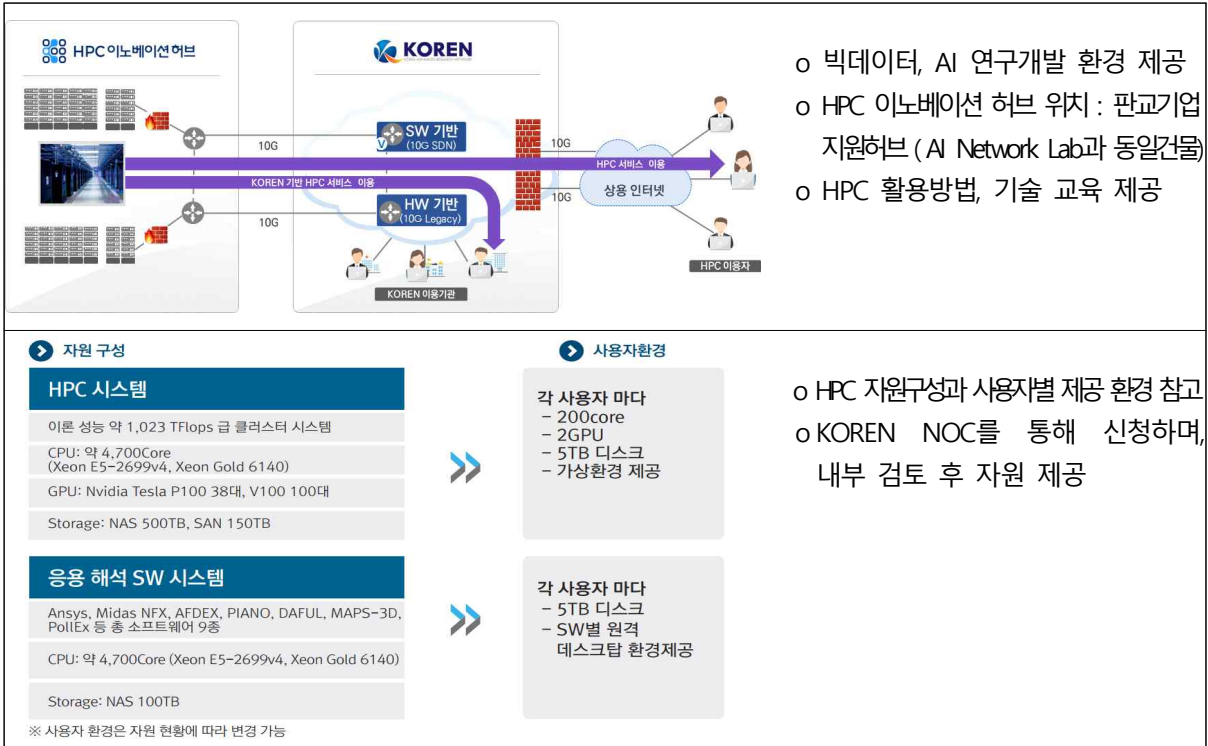 HPC 이노베이션 허브
KOREN
KOREA ADVANCED RESEARCH NETWORK
SW 기반
(10G SDN)
V
10G
10G
HPC 서비스 이용
KOREN 기반 HPC 서비스 이용
상용 인터넷
HW 기반
(10G Legacy)
10G
10G
HPC 이용자
KOREN 이용기관
o 빅데이터, AI 연구개발 환경 제공
o HPC 이노베이션 허브 위치 : 판교기업
지원허브 ( AI Network Lab과 동일건물)
o HPC 활용방법, 기술 교육 제공
자원 구성
HPC 시스템
이론 성능 약 1,023 TFlops 급 클러스터 시스템
CPU: 약 4,700Core
(Xeon E5-2699v4, Xeon Gold 6140)
GPU: Nvidia Tesla P100 38대, V100 100대
Storage: NAS 500TB, SAN 150TB
응용 해석 SW 시스템
Ansys, Midas NFX, AFDEX, PIANO, DAFUL, MAPS-3D,
PollEx 등 총 소프트웨어 9종
CPU: 약 4,700Core (Xeon E5-2699v4, Xeon Gold 6140)
Storage: NAS 100TB
※ 사용자 환경은 자원 현황에 따라 변경 가능
사용자환경
각 사용자 마다
– 200core
– 2GPU
– 5TB 디스크
– 가상환경 제공
각 사용자 마다
– 5TB 디스크
– SW별 원격
데스크탑 환경제공
o HPC 자원구성과 사용자별 제공 환경 참고
o KOREN NOC를 통해 신청하며,
내부 검토 후 자원 제공